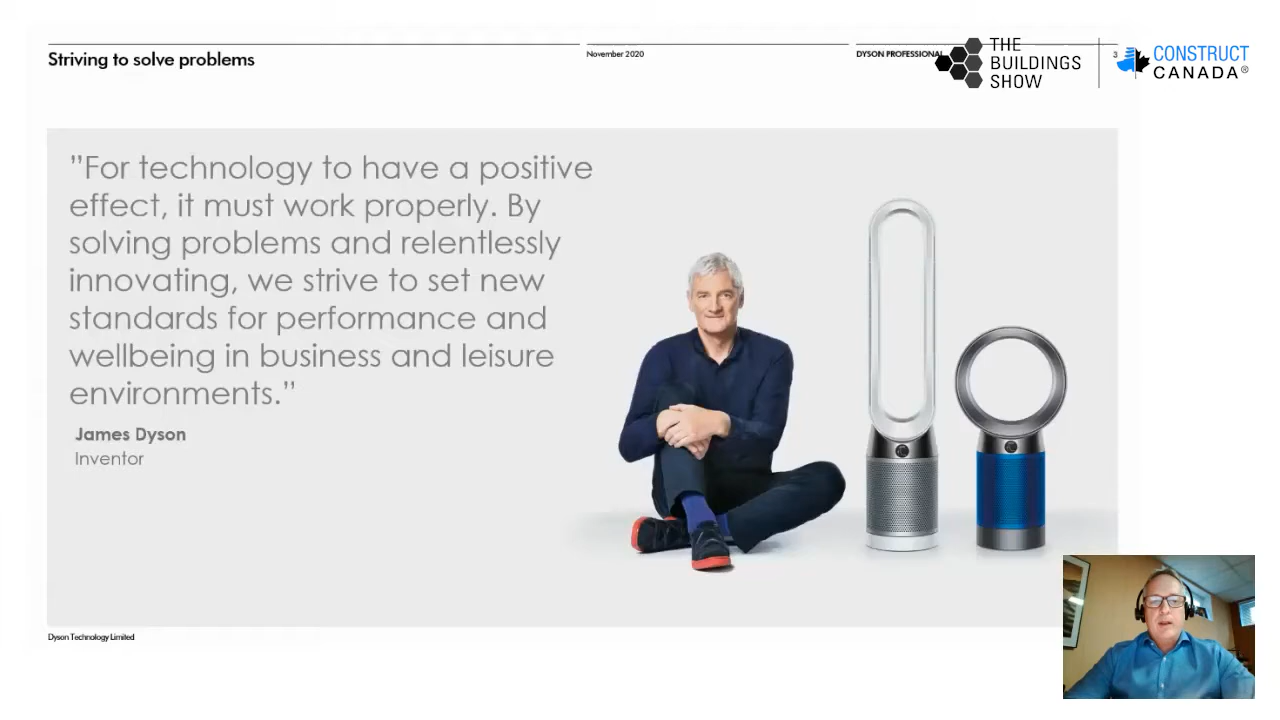 Striving to solve problems
November 2020
DYSON PROFESSIONAL
3
THE
BUILDINGS
SHOW
CONSTRUCT
CANADA®
”For technology to have a positive
effect, it must work properly. By
solving problems and relentlessly
innovating, we strive to set new
standards for performance and
wellbeing in business and leisure
environments.”
James Dyson
Inventor
Dyson Technology Limited